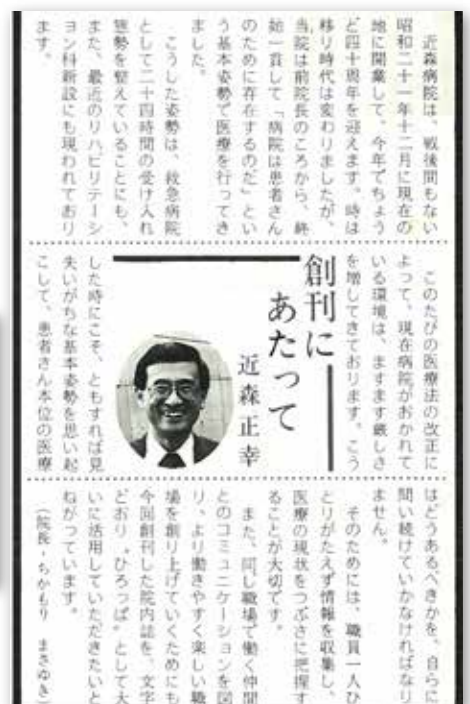 近森病院は、戦後間もない
昭和二十一年十二月に現在の
地に開業して、今年でちょう
ど四十周年を迎えます。時は
移り時代は変わりましたが、
当院は前院長のころから、終
始一貫して「病院は患者さん
のために存在するのだ」とい
う基本姿勢で医療を行ってき
ました。
こうした姿勢は、救急病院
として二十四時間の受け入れ
態勢を整えていることにも、
また、最近のリハビリテーシ
ョン科新設にも現われており
ます。
このたびの医療法の改正に
よって、現在病院がおかれて
いる環境は、ますます厳しさ
を増してきております。こう
創刊に
あたって
近森正幸
した時にこそ、ともすれば見
失いがちな基本姿勢を思い起
こして、患者さん本位の医療
はどうあるべきかを、自らに
問い続けていかなければなり
ません。
そのためには、職員一人ひ
とりがたえず情報を収集し、
医療の現状をつぶさに把握す
ることが大切です。
また、同じ職場で働く仲間
とのコミュニケーションを図
り、より働きやすく楽しい職
場を創り上げていくためにも
今回創刊した院内誌を、文字
どおり〝ひろっぱ〟として大
いに活用していただきたいと
ねがっています。
(院長・ちかもり まさゆき)